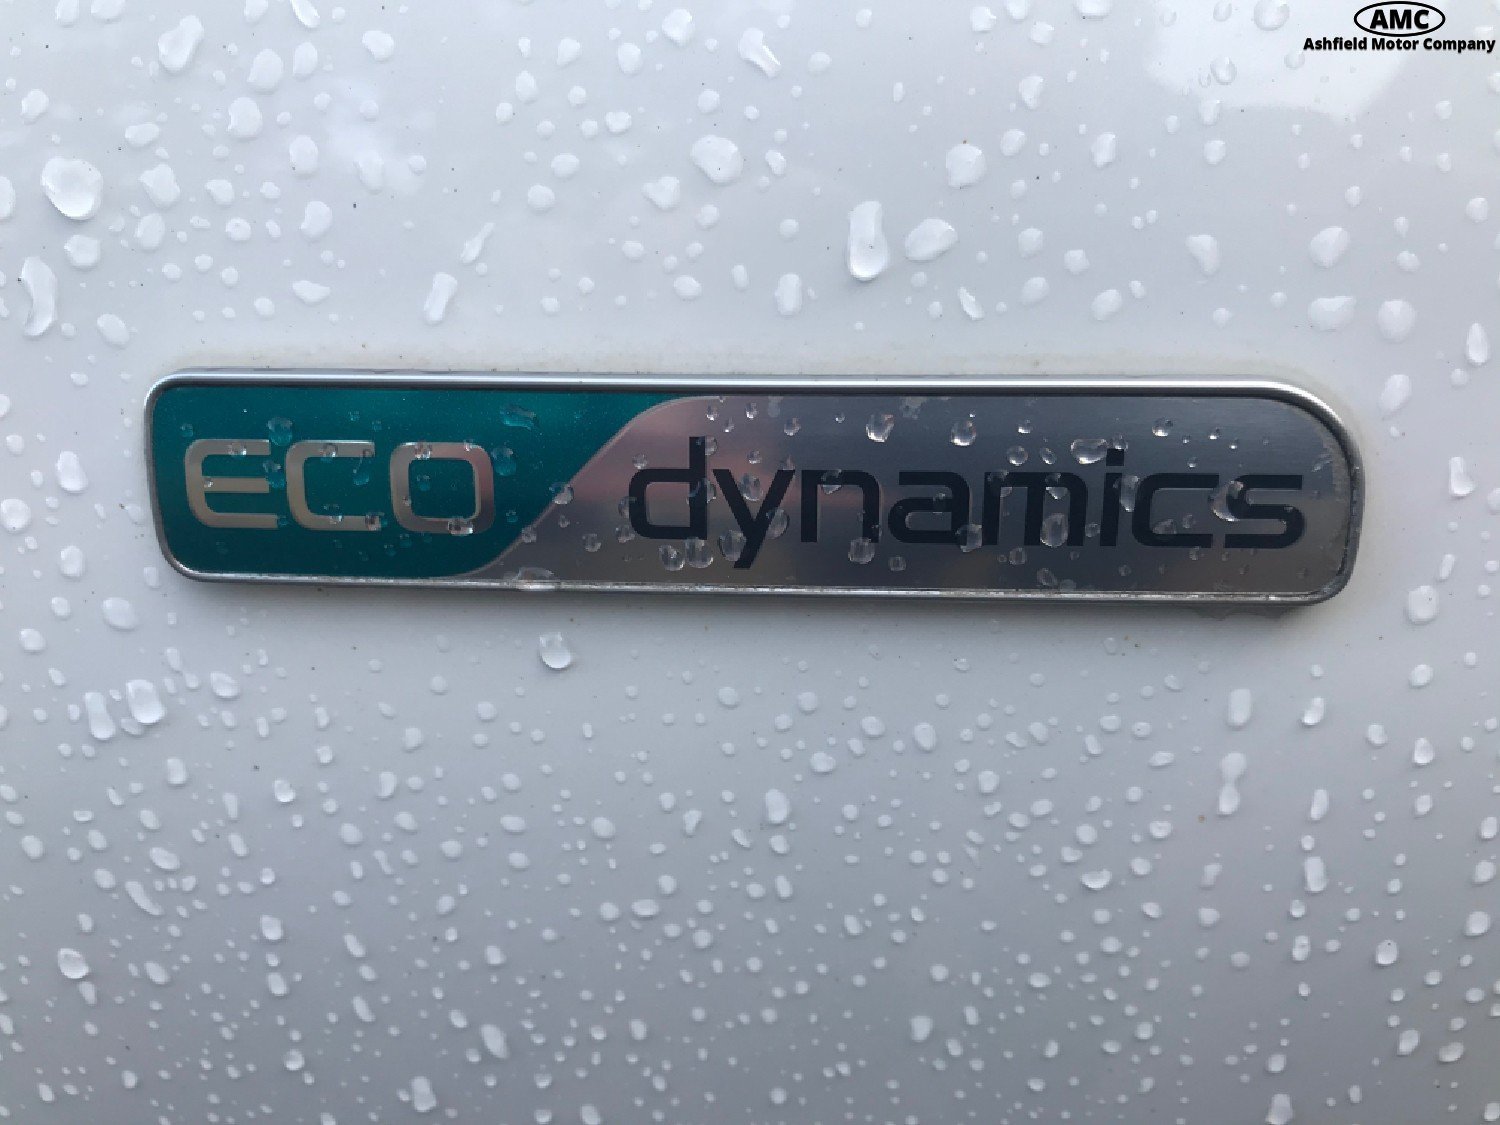 AMC
Ashfield Motor Company
ECO dynamics